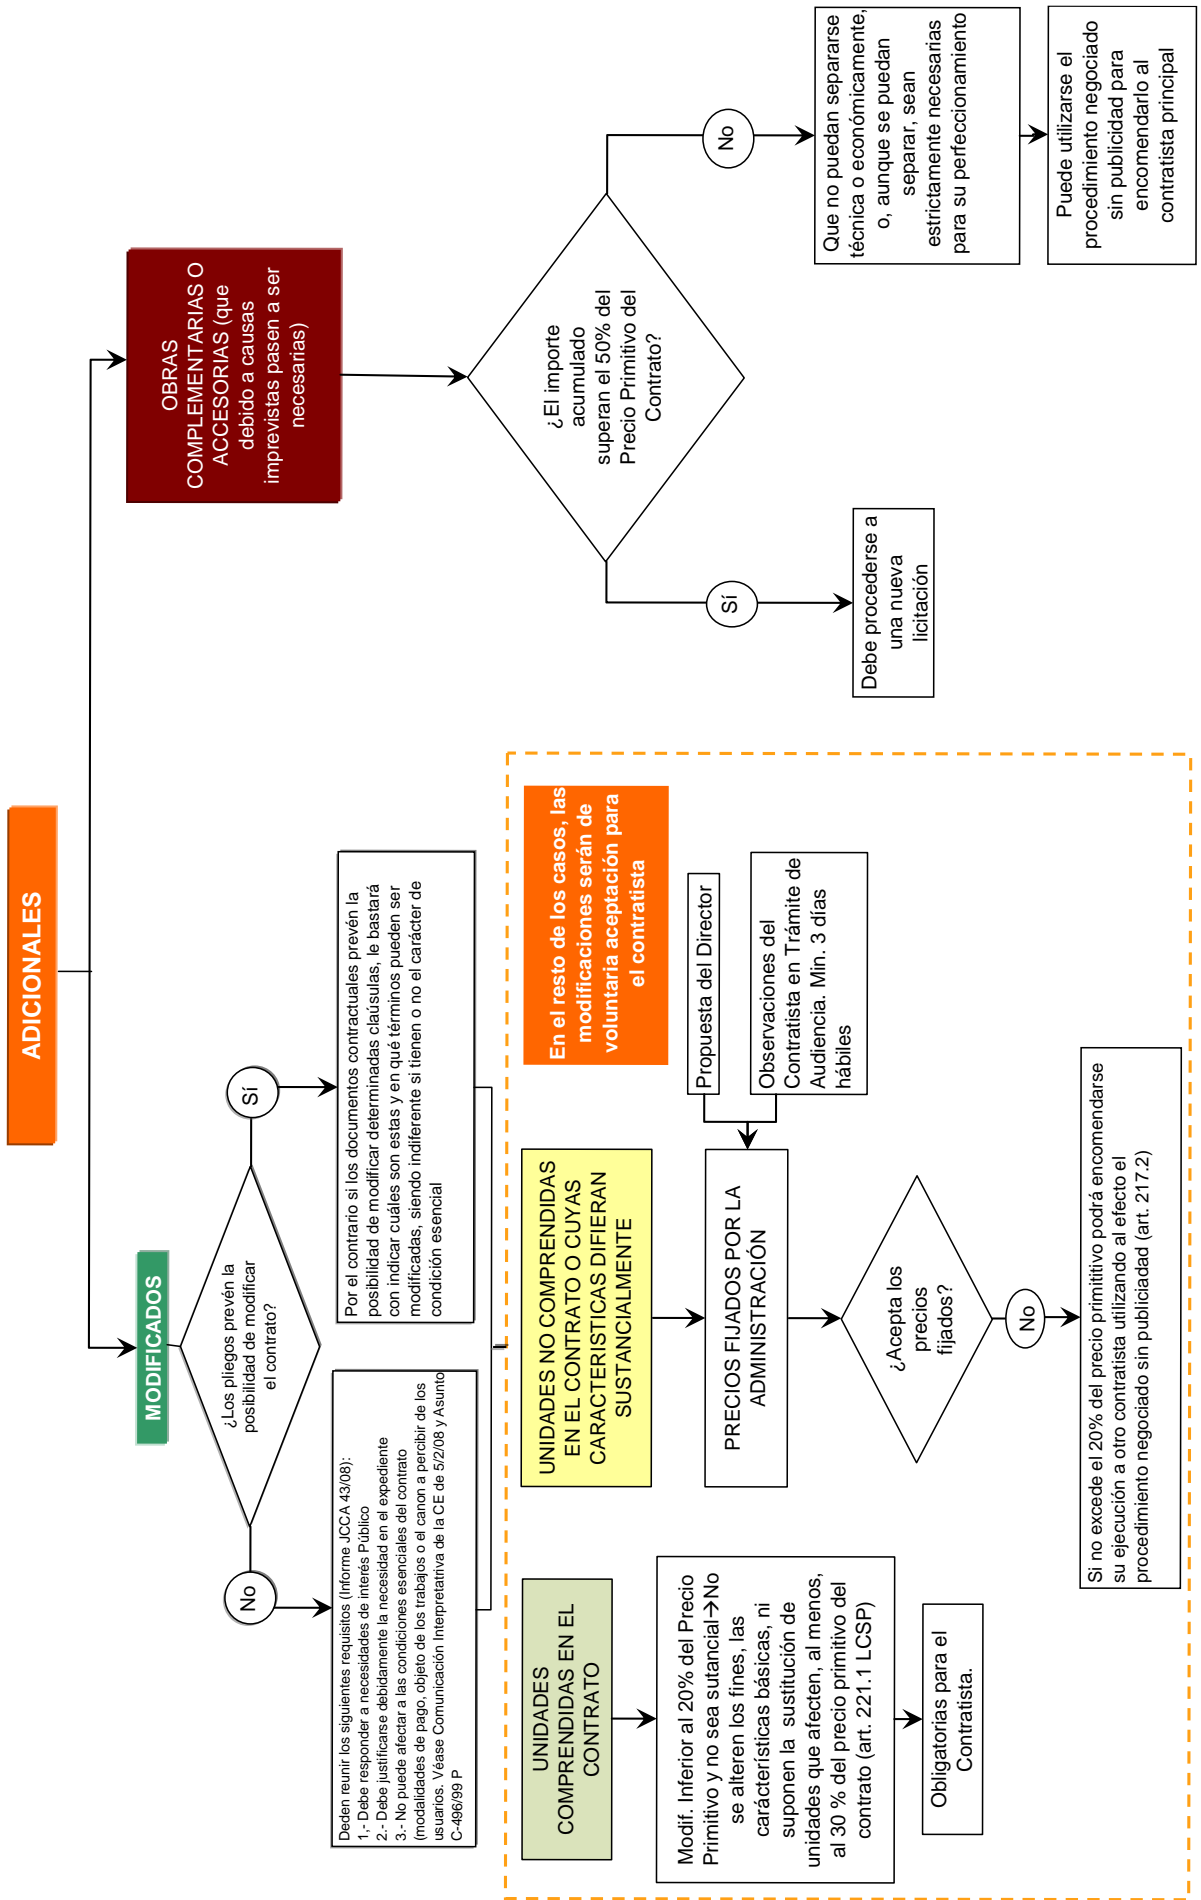 ADICIONALES
MODIFICADOS
¿Los pliegos prevén la
posibilidad de modificar
el contrato?
No
Sí
Deden reunir los siguientes requisitos (Informe JCCA 43/08):
1,- Debe responder a necesidades de interés Público
2.- Debe justificarse debidamente la necesidad en el expediente
3.- No puede afectar a las condiciones esenciales del contrato
(modalidades de pago, objeto de los trabajos o el canon a percibir de los
usuarios. Véase Comunicación Interpretatriva de la CE de 5/2/08 y Asunto
C-496/99 P
Por el contrario si los documentos contractuales prevén la
posibilidad de modificar determinadas claúsulas, le bastará
con indicar cuáles son estas y en qué términos pueden ser
modificadas, siendo indiferente si tienen o no el carácter de
condición esencial
OBRAS
COMPLEMENTARIAS O
ACCESORIAS (que
debido a causas
imprevistas pasen a ser
necesarias)
¿El importe
acumulado
superan el 50% del
Precio Primitivo del
Contrato?
Sí
No
Debe procederse a
una nueva
licitación
Que no puedan separarse
técnica o económicamente,
o, aunque se puedan
separar, sean
estrictamente necesarias
para su perfeccionamiento
Puede utilizarse el
procedimiento negociado
sin publicidad para
encomendarlo al
contratista principal
UNIDADES
COMPRENDIDAS EN EL
CONTRATO
Modif. Inferior al 20% del Precio
Primitivo y no sea sutancial→No
se alteren los fines, las
carácterísticas básicas, ni
suponen la sustitución de
unidades que afecten, al menos,
al 30 % del precio primitivo del
contrato (art. 221.1 LCSP)
Obligatorias para el
Contratista.
UNIDADES NO COMPRENDIDAS
EN EL CONTRATO O CUYAS
CARACTERISTICAS DIFIERAN
SUSTANCIALMENTE
PRECIOS FIJADOS POR LA
ADMINISTRACIÓN
Propuesta del Director
Observaciones del
Contratista en Trámite de
Audiencia. Min. 3 días
hábiles
¿Acepta los
precios
fijados?
No
Si no excede el 20% del precio primititivo podrá encomendarse
su ejecución a otro contratista utilizando al efecto el
procedimiento negociado sin publiciadad (art. 217.2)
En el resto de los casos, las
modificaciones serán de
voluntaria aceptación para
el contratista